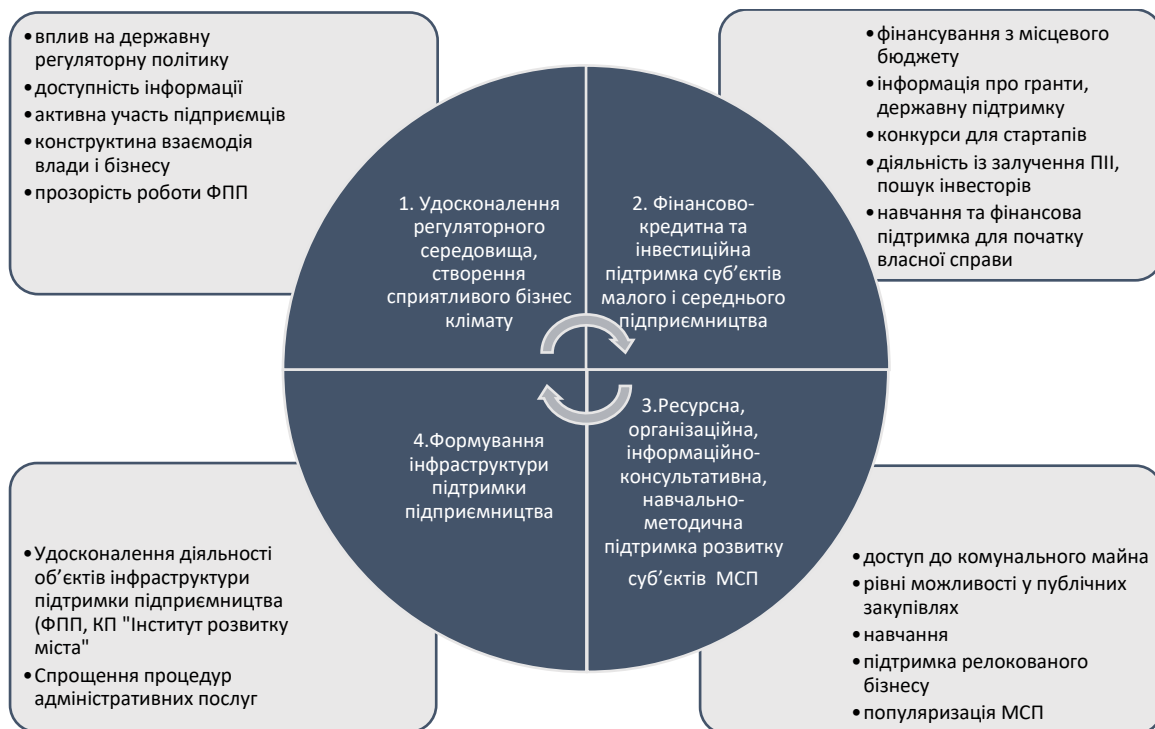 •вплив на державну
регуляторну політику
•доступність інформації
•активна участь підприємців
•конструктина взаємодія
влади і бізнесу
•прозорість роботи ФПП
•фінансування з місцевого
бюджету
•інформація про гранти,
державну підтримку
•конкурси для стартапів
•діяльність із залучення ПІІ,
пошук інвесторів
•навчання та фінансова
підтримка для початку
власної справи
1. Удосконалення
регуляторного
середовища,
створення
сприятливого бізнес
клімату
2. Фінансово-
кредитна та
інвестиційна
підтримка суб’єктів
малого і середнього
підприємництва
3.Ресурсна,
організаційна,
інформаційно-
консультативна,
навчально-
методична
підтримка розвитку
суб’єктів МСП
4.Формування
інфраструктури
підтримки
підприємництва
•Удосконалення діяльності
об’єктів інфраструктури
підтримки підприємництва
(ФПП, КП "Інститут розвитку
міста"
•Спрощення процедур
адміністративних послуг
•доступ до комунального майна
•рівні можливості у публічних
закупівлях
•навчання
•підтримка релокованого
бізнесу
•популяризація МСП